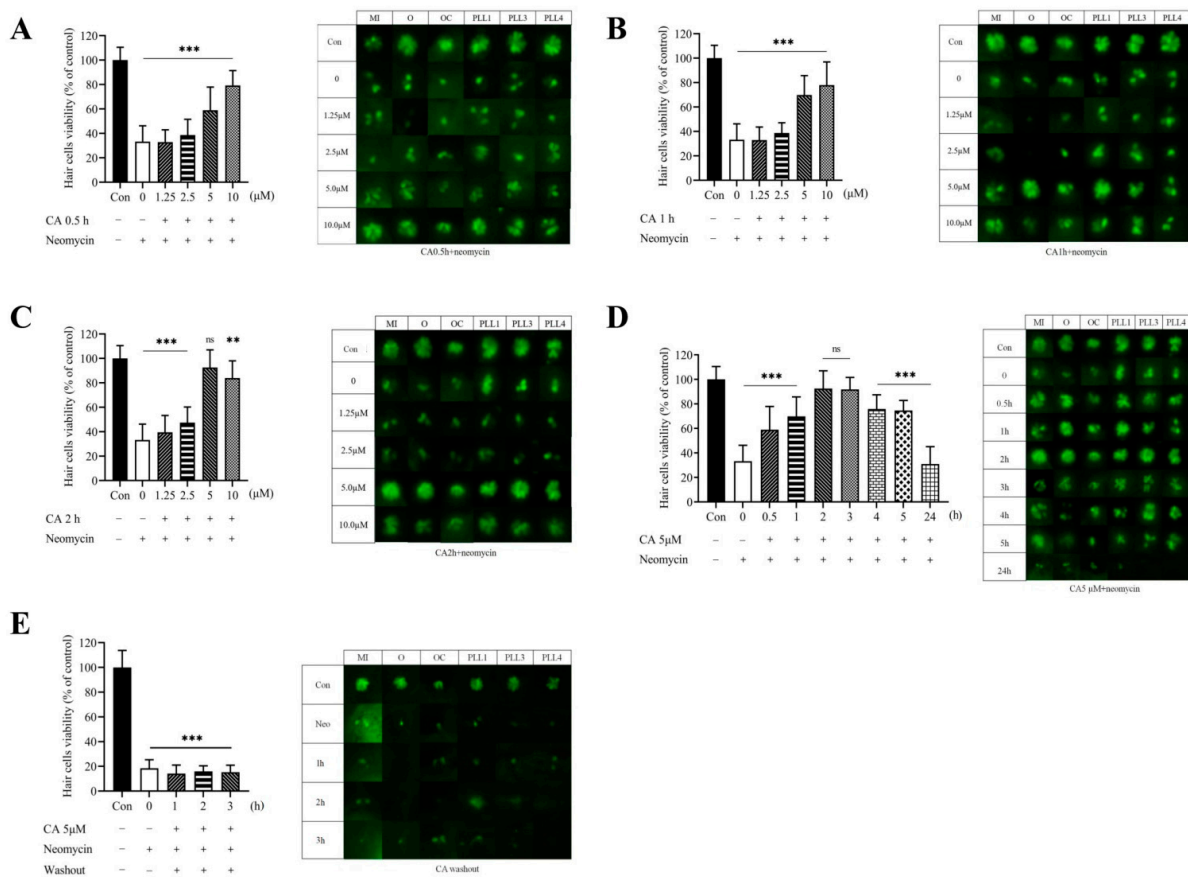 A
Hair cells viability (% of control)
120
100
80
60
40
20
0
***
Con 0 1.25 2.5 5 10 (μM)
CA 0.5 h – – + + + +
Neomycin – + + + + +
MI O OC PLL1 PLL3 PLL4
Con
0
1.25μM
2.5μM
5.0μM
10.0μM
CA0.5h+neomycin
B
Hair cells viability (% of control)
120
100
80
60
40
20
0
***
Con 0 1.25 2.5 5 10 (μM)
CA 1 h – – + + + +
Neomycin – + + + + +
MI O OC PLL1 PLL3 PLL4
Con
0
1.25μM
2.5μM
5.0μM
10.0μM
CA1h+neomycin
C
Hair cells viability (% of control)
120
100
80
60
40
20
0
*** ns **
Con 0 1.25 2.5 5 10 (μM)
CA 2 h – – + + + +
Neomycin – + + + + +
MI O OC PLL1 PLL3 PLL4
Con
0
1.25μM
2.5μM
5.0μM
10.0μM
CA2h+neomycin
D
Hair cells viability (% of control)
120
100
80
60
40
20
0
*** ns ***
Con 0 0.5 1 2 3 4 5 24 (h)
CA 5μM – – + + + + + + +
Neomycin – + + + + + + + +
MI O OC PLL1 PLL3 PLL4
Con
0
0.5h
1h
2h
3h
4h
5h
24h
CA5 μM+neomycin
E
Hair cells viability (% of control)
120
100
80
60
40
20
0
***
Con 0 1 2 3 (h)
CA 5μM – – + + +
Neomycin – + + + +
Washout – – + + +
MI O OC PLL1 PLL3 PLL4
Con
Neo
1h
2h
3h
CA washout